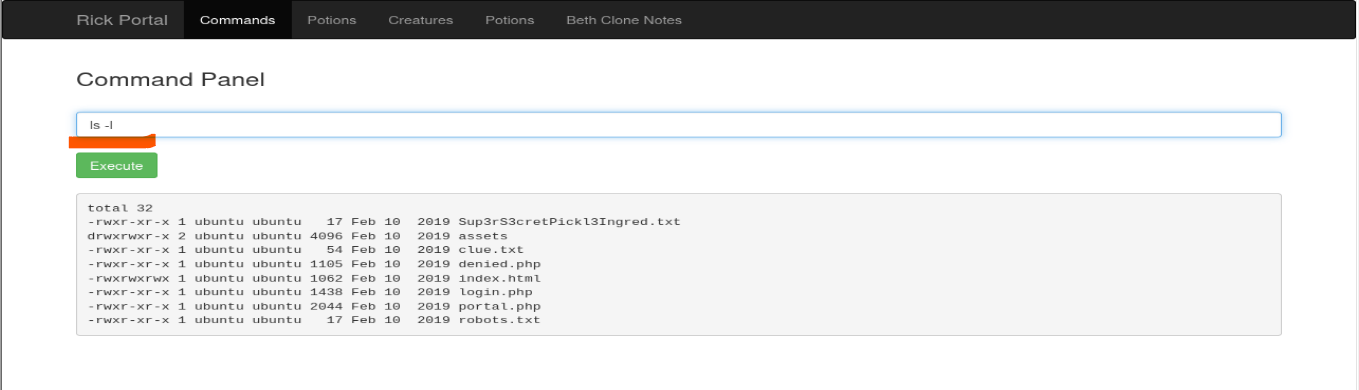 Rick Portal Commands Potions Creatures Potions Beth Clone Notes
Command Panel
ls -l
Execute
total 32
-rwxr-xr-x 1 ubuntu ubuntu   17 Feb 10  2019 Sup3rS3cretPickl3Ingred.txt
drwxrwxr-x 2 ubuntu ubuntu 4096 Feb 10  2019 assets
-rwxr-xr-x 1 ubuntu ubuntu   54 Feb 10  2019 clue.txt
-rwxr-xr-x 1 ubuntu ubuntu 1105 Feb 10  2019 denied.php
-rwxrwxrwx 1 ubuntu ubuntu 1062 Feb 10  2019 index.html
-rwxr-xr-x 1 ubuntu ubuntu 1438 Feb 10  2019 login.php
-rwxr-xr-x 1 ubuntu ubuntu 2044 Feb 10  2019 portal.php
-rwxr-xr-x 1 ubuntu ubuntu   17 Feb 10  2019 robots.txt